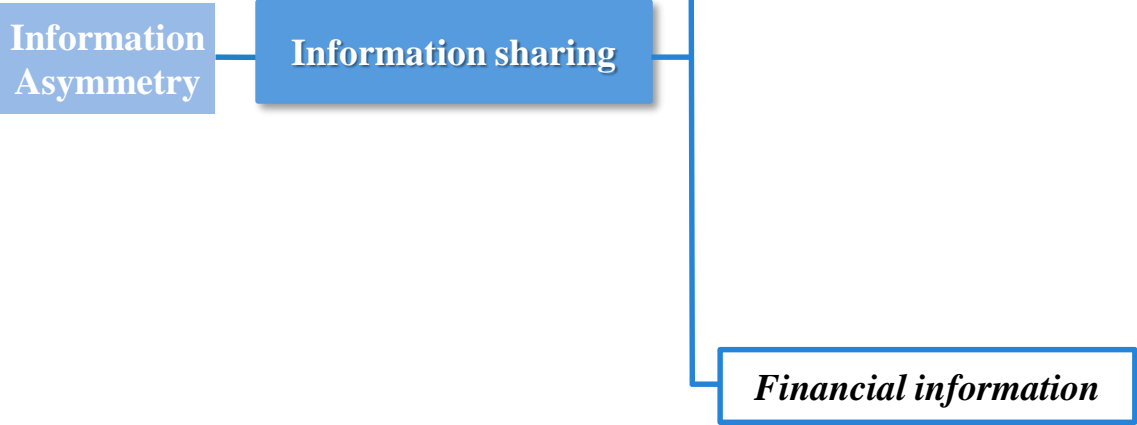 Information
Asymmetry
Information sharing
Financial information